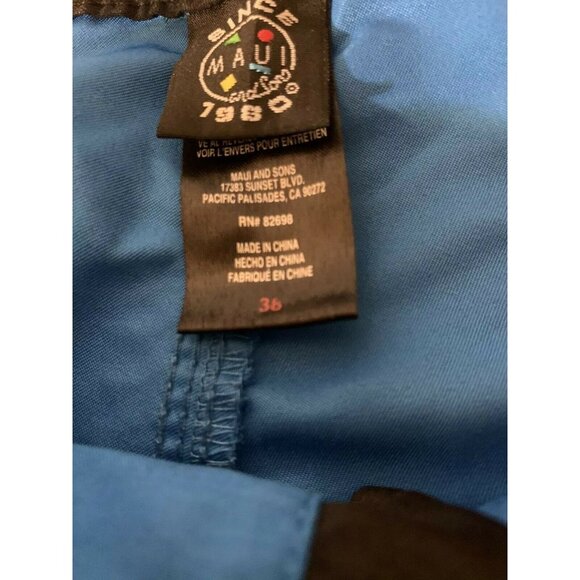 SINCE
MAUI
and Sons
1980®
VOIR L'ENVERS POUR ENTRETIEN
MAUI AND SONS
17383 SUNSET BLVD.
PACIFIC PALISADES, CA 90272
RN# 82698
MADE IN CHINA
HECHO EN CHINA
FABRIQUÉ EN CHINE
38